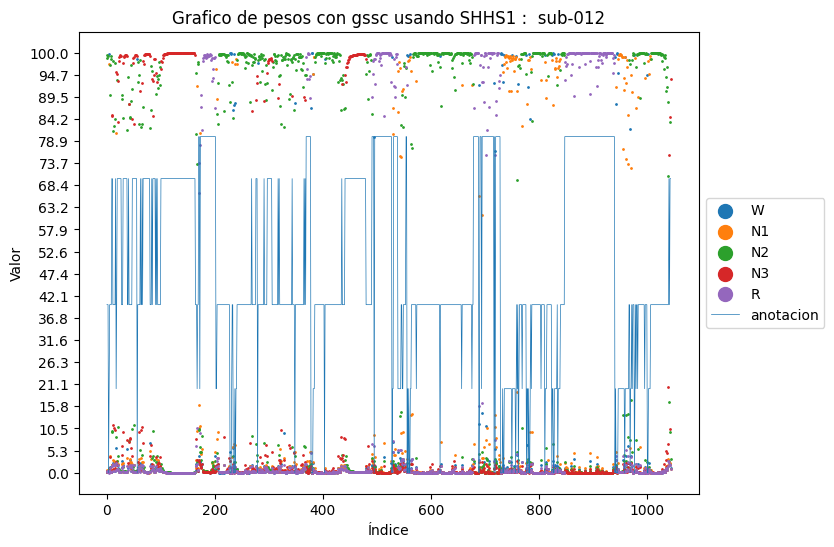 Grafico de pesos con gssc usando SHHS1 :  sub-012
100.0
94.7
89.5
84.2
78.9
73.7
68.4
63.2
57.9
52.6
47.4
42.1
36.8
31.6
26.3
21.1
15.8
10.5
5.3
0.0
Valor
0
200
400
600
800
1000
Índice
W
N1
N2
N3
R
anotacion